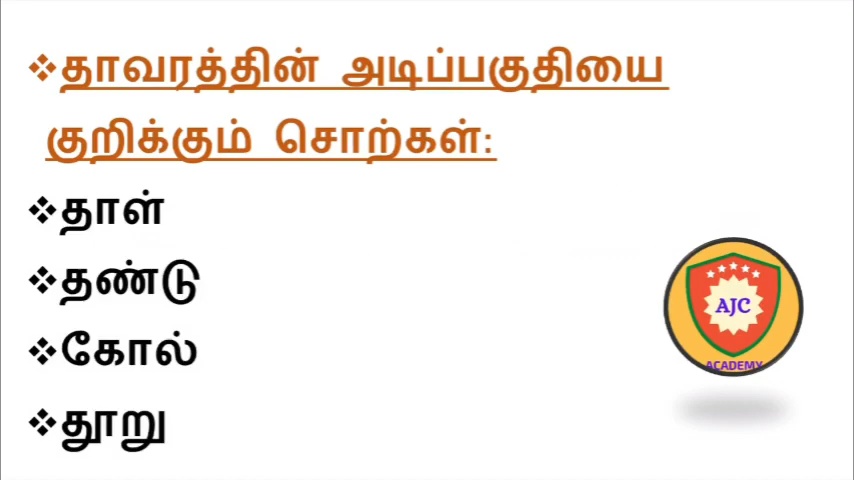 ❖தாவரத்தின் அடிப்பகுதியை
குறிக்கும் சொற்கள்:
❖தாள்
❖தண்டு
❖கோல்
❖தூறு
AJC
ACADEMY